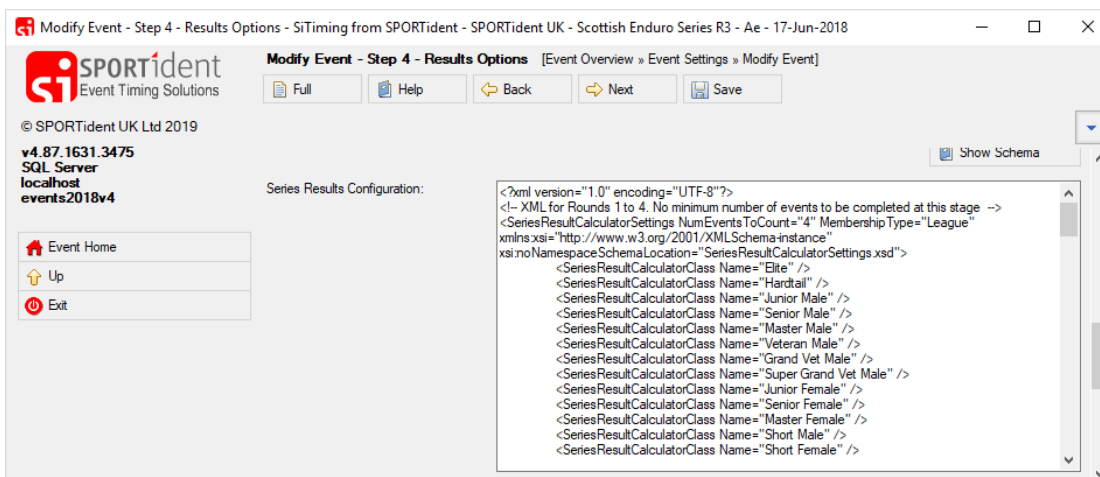 Modify Event - Step 4 - Results Options - SiTiming from SPORTident - SPORTident UK - Scottish Enduro Series R3 - Ae - 17-Jun-2018
SPORTident
Event Timing Solutions
Modify Event - Step 4 - Results Options [Event Overview » Event Settings » Modify Event]
Full Help Back Next Save
© SPORTident UK Ltd 2019
v4.87.1631.3475
SQL Server
localhost
events2018v4
Event Home
Up
Exit
Show Schema
Series Results Configuration:
<?xml version="1.0" encoding="UTF-8"?>
<!-- XML for Rounds 1 to 4. No minimum number of events to be completed at this stage -->
<SeriesResultCalculatorSettings NumEventsToCount="4" MembershipType="League"
xmlns:xsi="http://www.w3.org/2001/XMLSchema-instance"
xsi:noNamespaceSchemaLocation="SeriesResultCalculatorSettings.xsd">
<SeriesResultCalculatorClass Name="Elite" />
<SeriesResultCalculatorClass Name="Hardtail" />
<SeriesResultCalculatorClass Name="Junior Male" />
<SeriesResultCalculatorClass Name="Senior Male" />
<SeriesResultCalculatorClass Name="Master Male" />
<SeriesResultCalculatorClass Name="Veteran Male" />
<SeriesResultCalculatorClass Name="Grand Vet Male" />
<SeriesResultCalculatorClass Name="Super Grand Vet Male" />
<SeriesResultCalculatorClass Name="Junior Female" />
<SeriesResultCalculatorClass Name="Senior Female" />
<SeriesResultCalculatorClass Name="Master Female" />
<SeriesResultCalculatorClass Name="Short Male" />
<SeriesResultCalculatorClass Name="Short Female" />